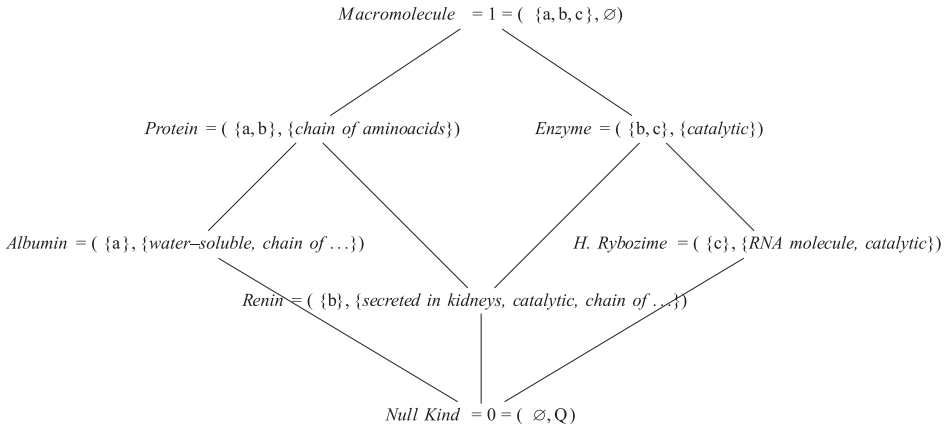 Macromolecule = 1 = ( {a, b, c}, ∅)
Protein = ( {a, b}, {chain of aminoacids})
Enzyme = ( {b, c}, {catalytic})
Albumin = ( {a}, {water–soluble, chain of ...})
H. Rybozime = ( {c}, {RNA molecule, catalytic})
Renin = ( {b}, {secreted in kidneys, catalytic, chain of ...})
Null Kind = 0 = ( ∅, Q)